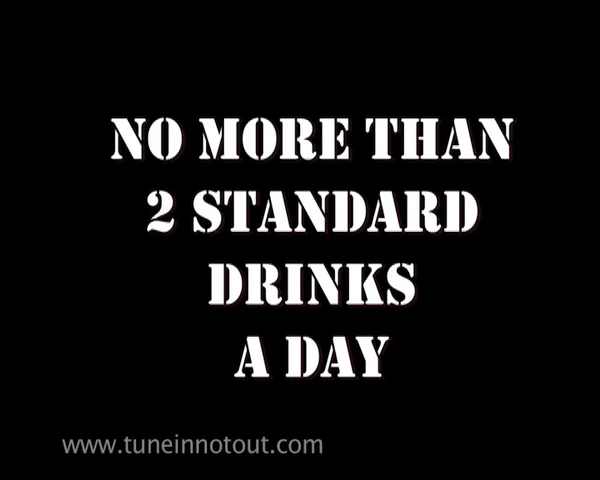 NO MORE THAN
2 STANDARD
DRINKS
A DAY
www.tuneinnotout.com